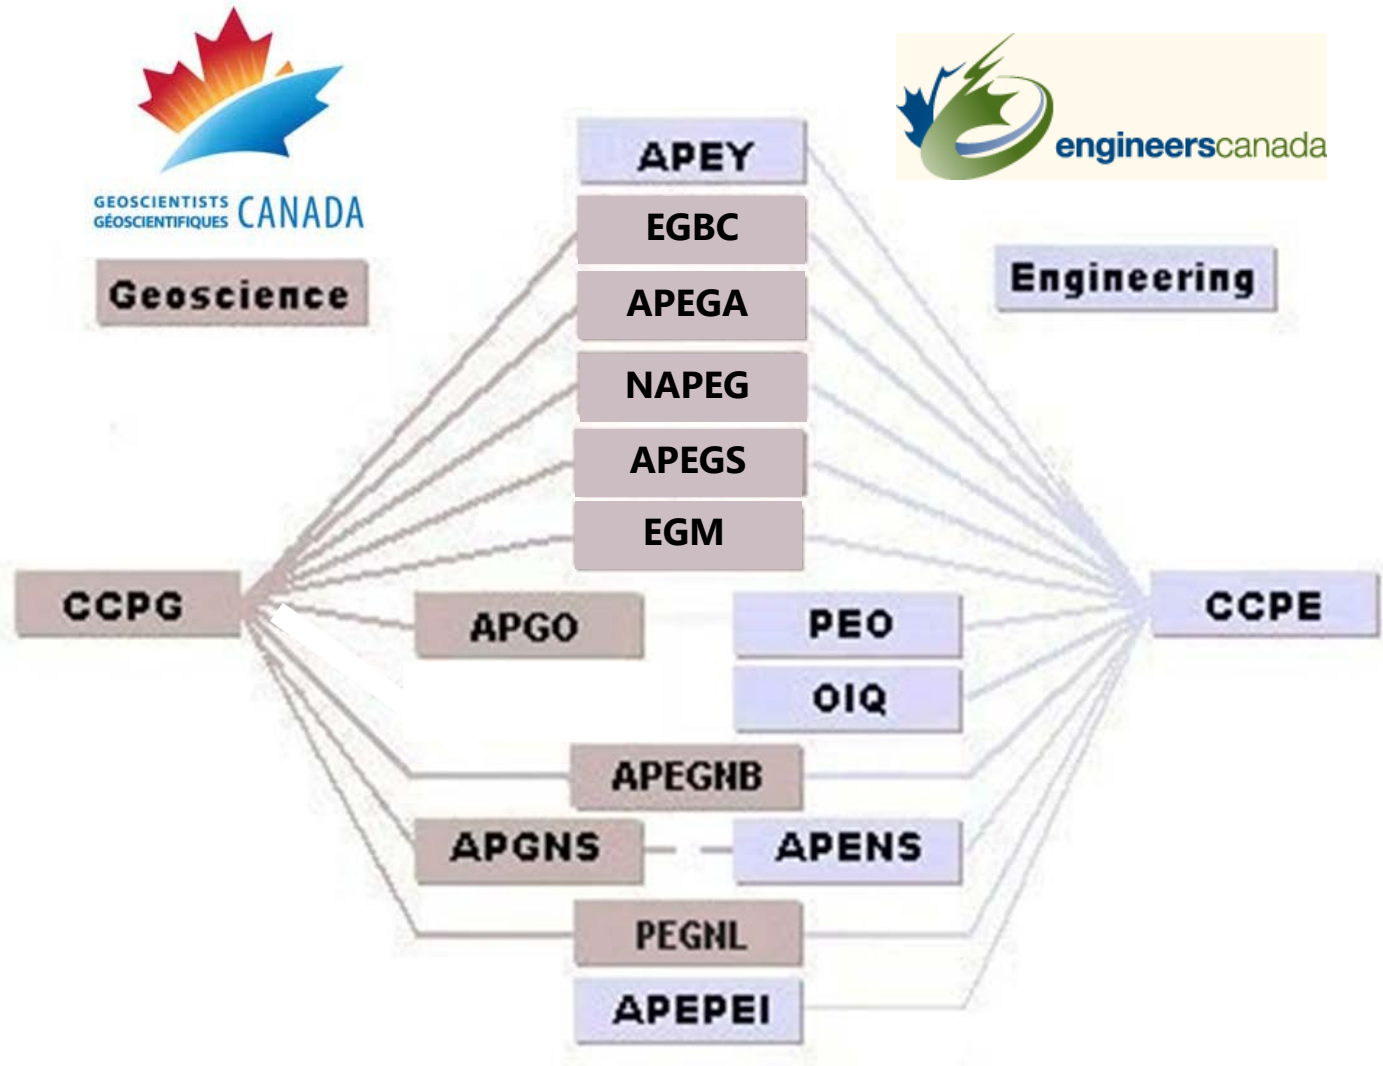 GEOSCIENTISTS
GÉOSCIENTIFIQUES
CANADA
engineerscanada
Geoscience
Engineering
APEY
EGBC
APEGA
NAPEG
APEGS
EGM
CCPG
CCPE
APGO
PEO
OIQ
APEGNB
APGNS
APENS
PEGNL
APEPEI